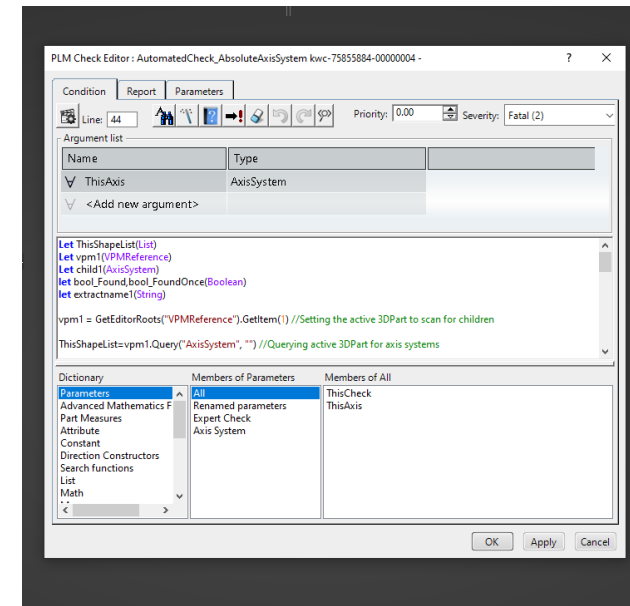 PLM Check Editor : AutomatedCheck_AbsoluteAxisSystem kwc-75855884-00000004 - ? ×
Condition Report Parameters
Line: 44 Priority: 0.00 Severity: Fatal (2)
Argument list
Name Type
∀ ThisAxis AxisSystem
∀ <Add new argument>
Let ThisShapeList(List)
Let vpm1(VPMReference)
Let child1(AxisSystem)
let bool_Found,bool_FoundOnce(Boolean)
let extractname1(String)
vpm1 = GetEditorRoots("VPMReference").GetItem(1) //Setting the active 3DPart to scan for children
ThisShapeList=vpm1.Query("AxisSystem", "") //Querying active 3DPart for axis systems
Dictionary Members of Parameters Members of All
Parameters All ThisCheck
Advanced Mathematics F Renamed parameters ThisAxis
Part Measures Expert Check
Attribute Axis System
Constant
Direction Constructors
Search functions
List
Math
OK Apply Cancel